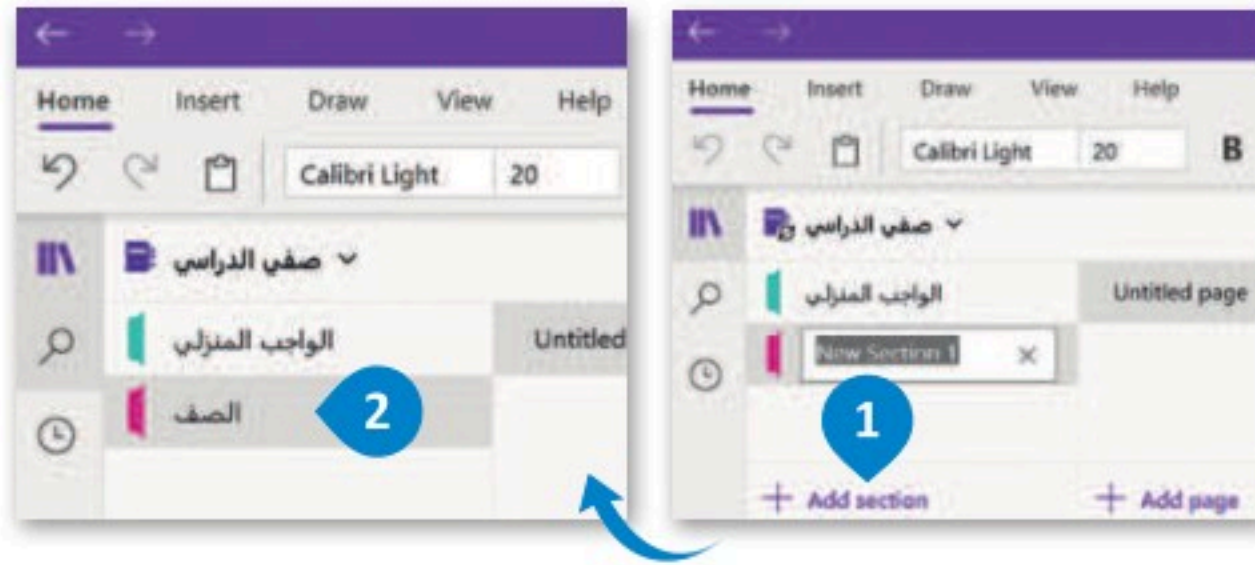 Home Insert Draw View Help
Calibri Light 20 B
صفي الدراسي
الواجب المنزلي
Untitled page
New Section 1
1
Add section
Add page
Home Insert Draw View Help
Calibri Light 20
صفي الدراسي
الواجب المنزلي
Untitled
الصف
2